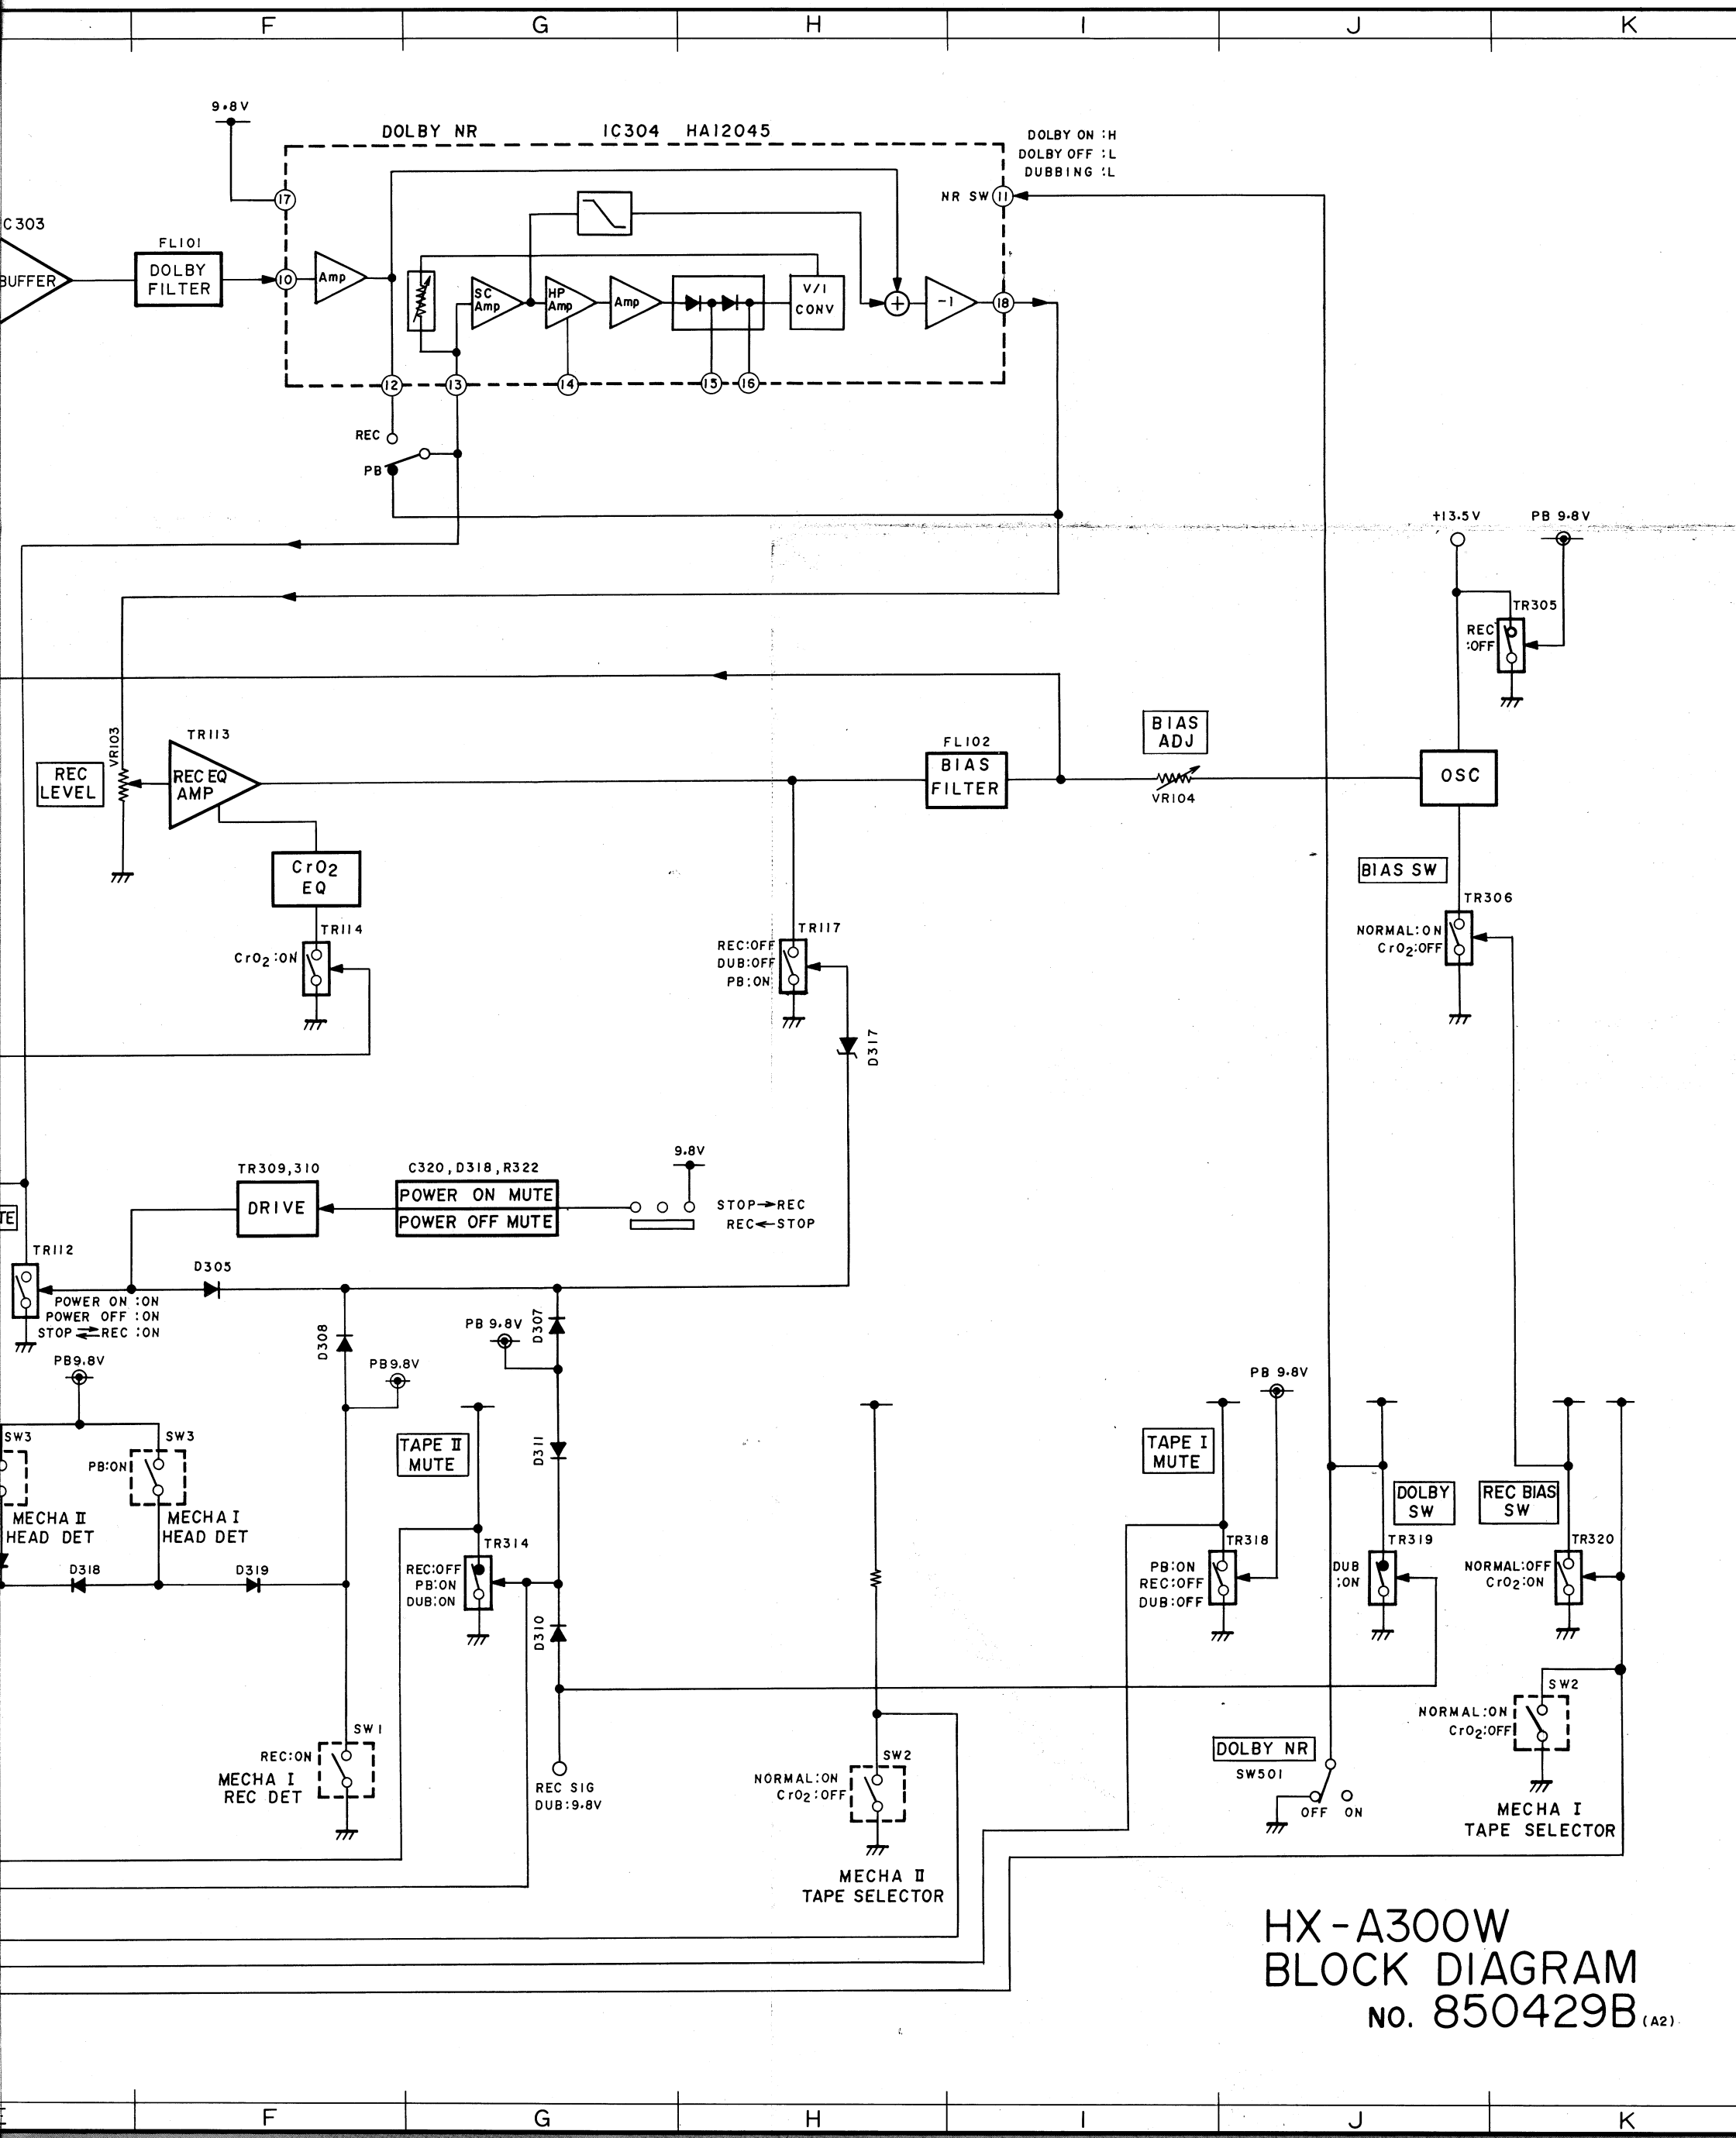 F G H I J K
9.8V
DOLBY NR IC304 HA12045
DOLBY ON :H
DOLBY OFF :L
DUBBING :L
17
NR SW 11
C303
BUFFER
FL101
DOLBY
FILTER
10
Amp
SC
Amp
HP
Amp
Amp
V/I
CONV
+
-1
18
12 13 14 15 16
REC
PB
+13.5V
PB 9.8V
TR305
REC
:OFF
VR103
REC
LEVEL
TR113
REC EQ
AMP
FL102
BIAS
FILTER
BIAS
ADJ
VR104
OSC
CrO2
EQ
BIAS SW
TR114
CrO2:ON
TR117
REC:OFF
DUB:OFF
PB:ON
TR306
NORMAL:ON
CrO2:OFF
D317
TR309,310
DRIVE
C320, D318, R322
POWER ON MUTE
POWER OFF MUTE
9.8V
STOP→REC
REC←STOP
TE
TR112
D305
POWER ON :ON
POWER OFF :ON
STOP⇄REC :ON
D308
PB 9.8V
D307
PB9.8V
PB9.8V
PB 9.8V
SW3
SW3
PB:ON
MECHA II
HEAD DET
MECHA I
HEAD DET
TAPE II
MUTE
D311
TAPE I
MUTE
DOLBY
SW
REC BIAS
SW
TR314
REC:OFF
PB:ON
DUB:ON
TR318
PB:ON
REC:OFF
DUB:OFF
TR319
DUB
:ON
TR320
NORMAL:OFF
CrO2:ON
D318
D319
D310
SW1
REC:ON
MECHA I
REC DET
REC SIG
DUB:9.8V
SW2
NORMAL:ON
CrO2:OFF
MECHA II
TAPE SELECTOR
DOLBY NR
SW501
OFF ON
SW2
NORMAL:ON
CrO2:OFF
MECHA I
TAPE SELECTOR
HX-A300W
BLOCK DIAGRAM
NO. 850429B (A2)
F G H I J K